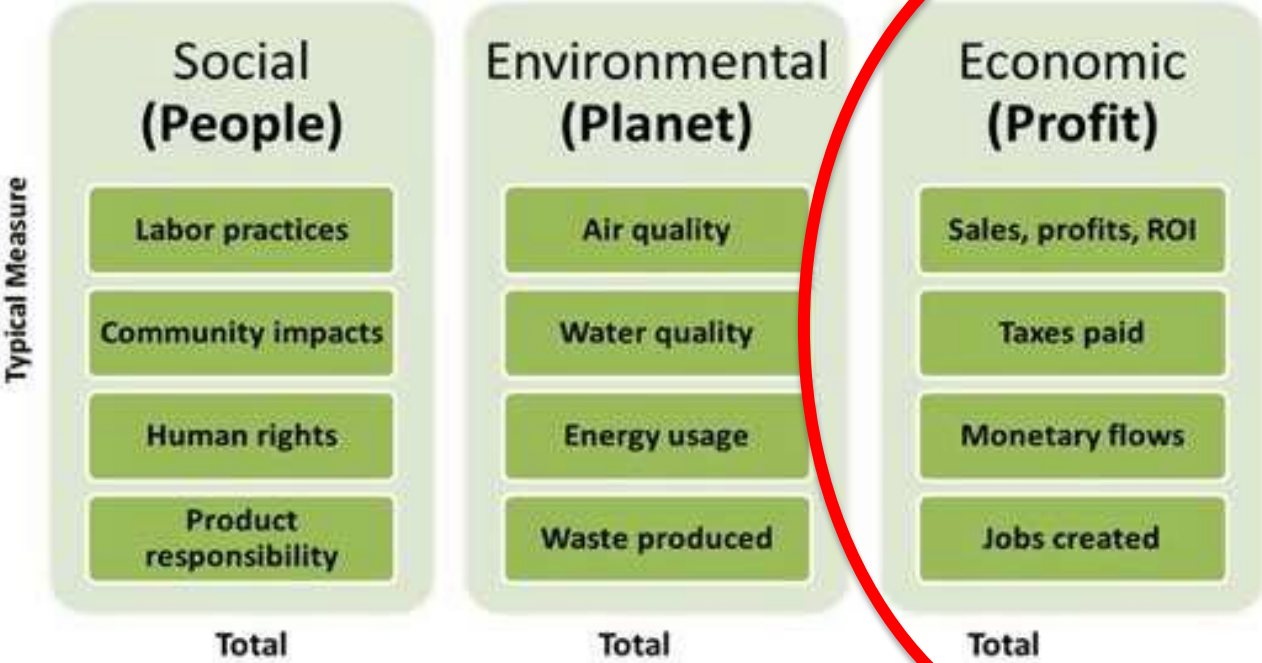 Typical Measure
Social
(People)
Labor practices
Community impacts
Human rights
Product
responsibility
Total
Environmental
(Planet)
Air quality
Water quality
Energy usage
Waste produced
Total
Economic
(Profit)
Sales, profits, ROI
Taxes paid
Monetary flows
Jobs created
Total